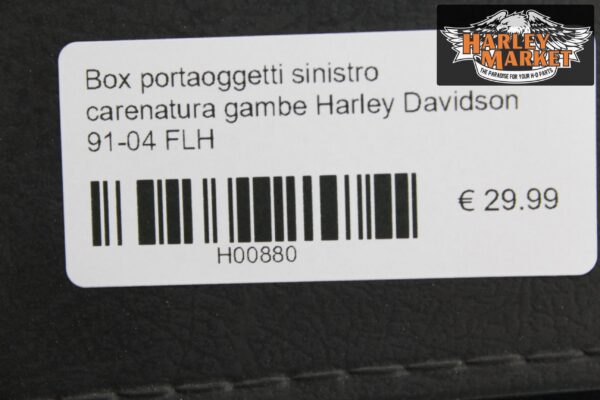 HARLEY
MARKET
THE PARADISE FOR YOUR H-D PARTS
Box portaoggetti sinistro
carenatura gambe Harley Davidson
91-04 FLH
€ 29.99
H00880